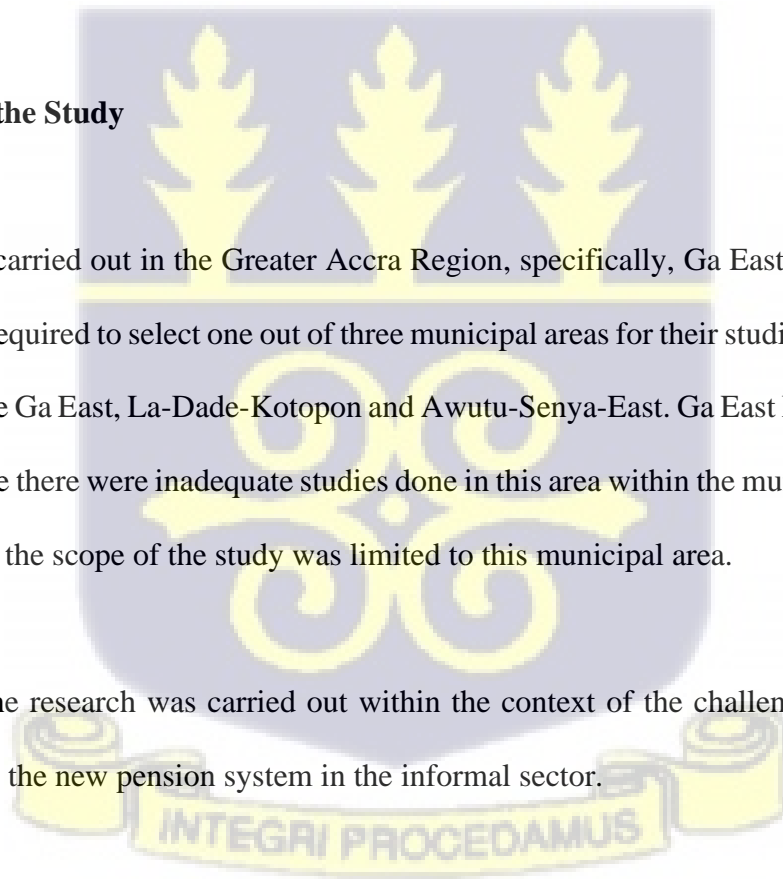 the Study
carried out in the Greater Accra Region, specifically, Ga East
equired to select one out of three municipal areas for their studi
e Ga East, La-Dade-Kotopon and Awutu-Senya-East. Ga East
e there were inadequate studies done in this area within the mu
the scope of the study was limited to this municipal area.
ne research was carried out within the context of the challen
the new pension system in the informal sector.
INTEGRI PROCEDAMUS